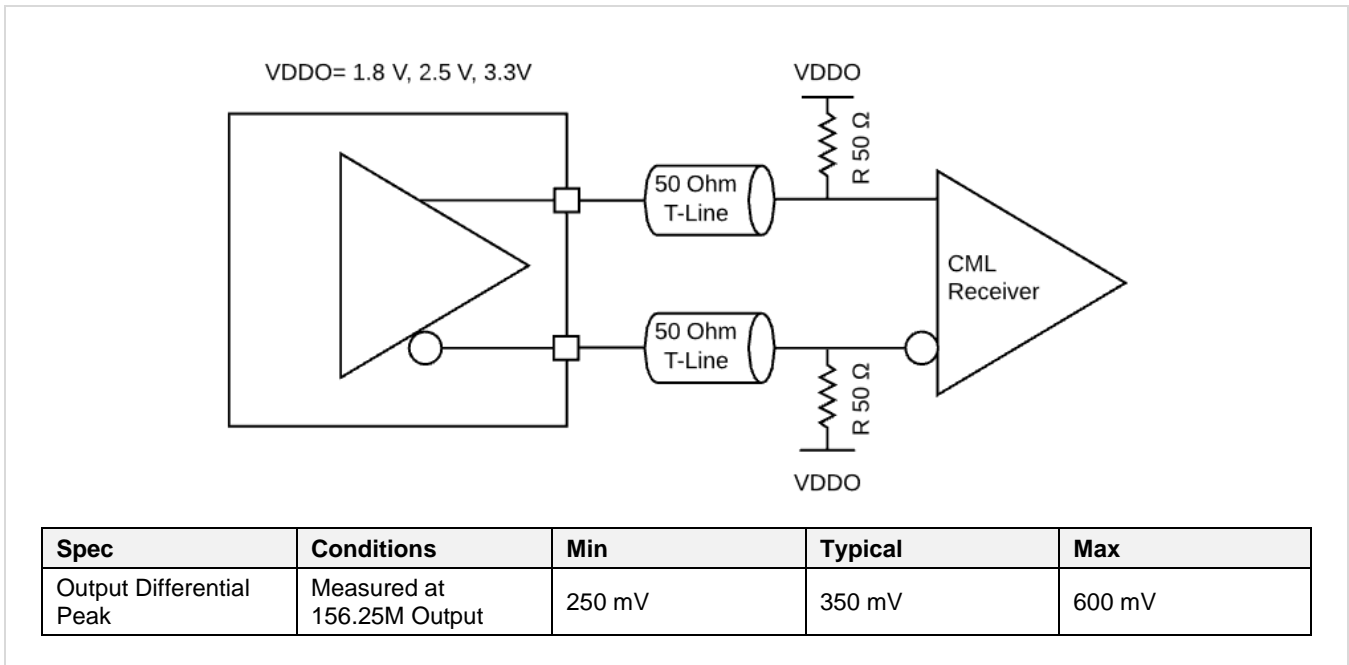 VDDO= 1.8 V, 2.5 V, 3.3V
VDDO
R 50 Ω
50 Ohm
T-Line
CML
Receiver
50 Ohm
T-Line
R 50 Ω
VDDO
Spec Conditions Min Typical Max
Output Differential Peak Measured at 156.25M Output 250 mV 350 mV 600 mV